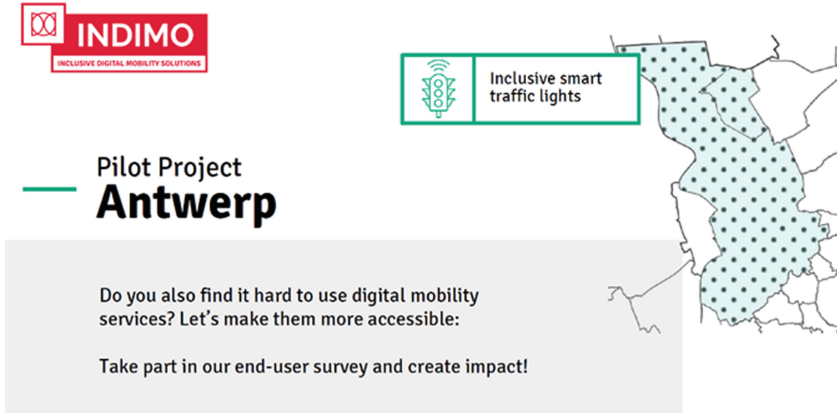 INDIMO
INCLUSIVE DIGITAL MOBILITY SOLUTIONS
Inclusive smart
traffic lights
Pilot Project
Antwerp
Do you also find it hard to use digital mobility
services? Let's make them more accessible:
Take part in our end-user survey and create impact!